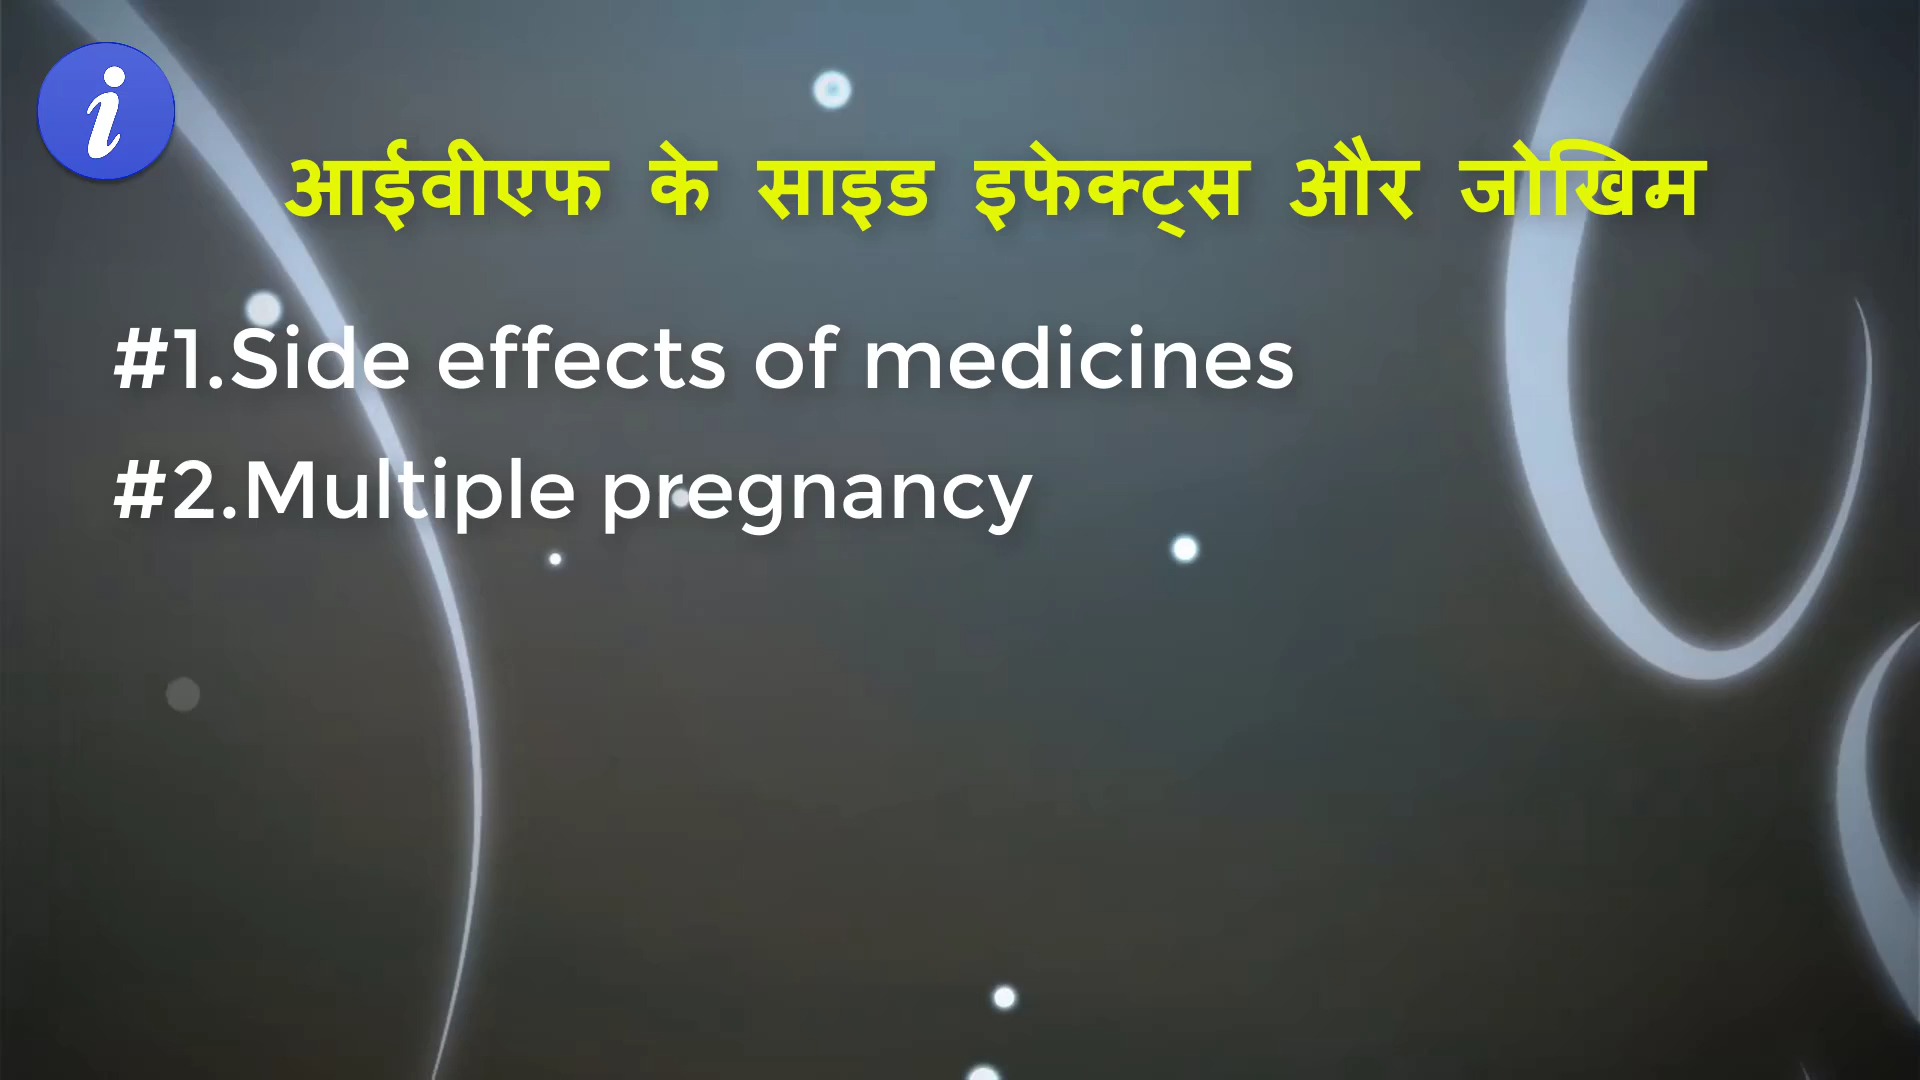 आईवीएफ के साइड इफेक्ट्स और जोखिम
#1.Side effects of medicines
#2.Multiple pregnancy